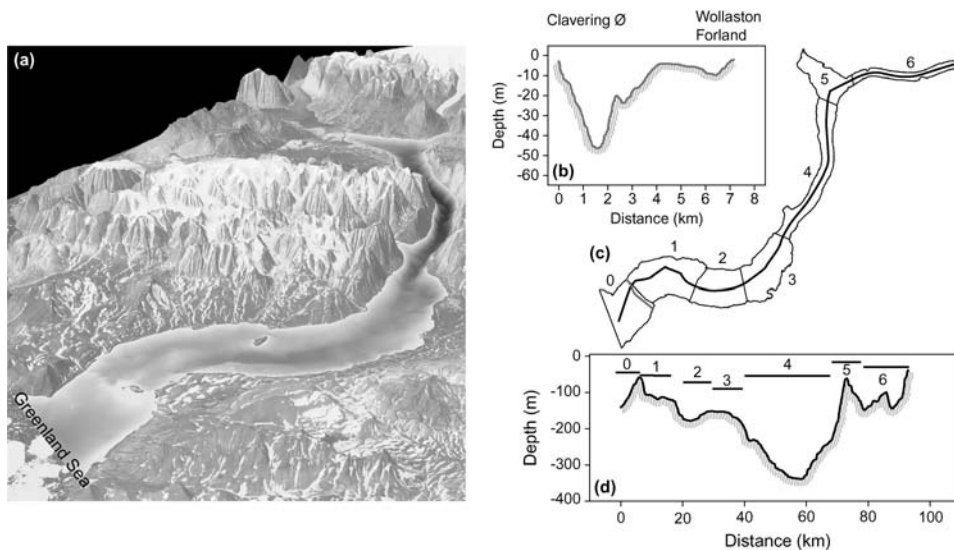 (a)
Greenland Sea
Clavering Ø
Wollaston
Forland
0
-10
-20
-30
-40
-50
-60
Depth (m)
(b)
0 1 2 3 4 5 6 7 8
Distance (km)
(c)
0
1
2
3
4
5
6
0
-100
-200
-300
-400
Depth (m)
0
1
2
3
4
5
6
(d)
0 20 40 60 80 100
Distance (km)